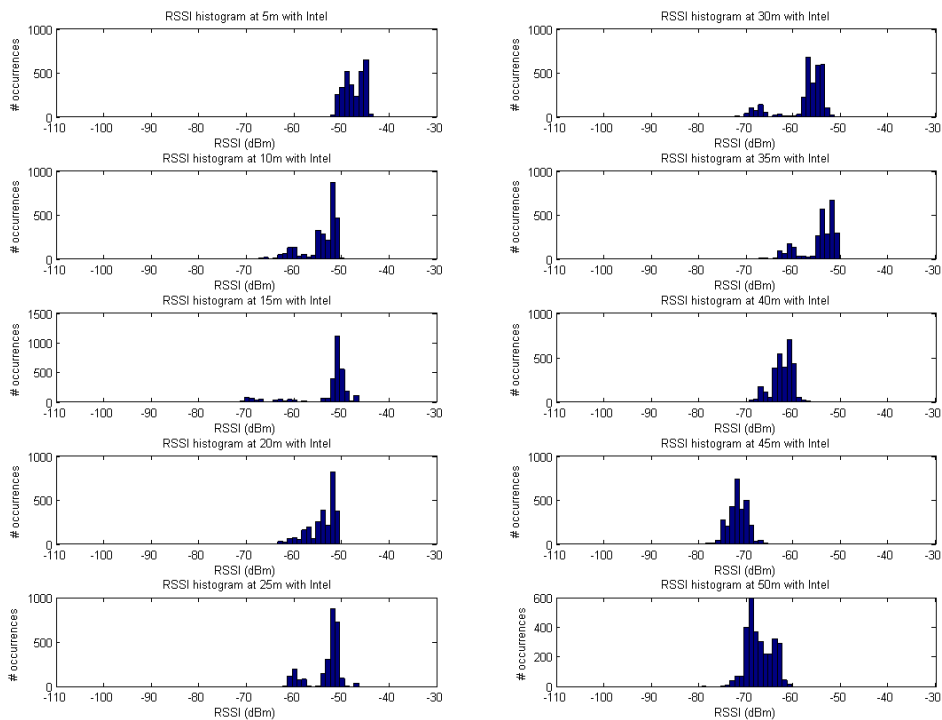 RSSI histogram at 5m with Intel
# occurrences
1000
500
0
-110 -100 -90 -80 -70 -60 -50 -40 -30
RSSI (dBm)
RSSI histogram at 10m with Intel
# occurrences
1000
500
0
-110 -100 -90 -80 -70 -60 -50 -40 -30
RSSI (dBm)
RSSI histogram at 15m with Intel
# occurrences
1500
1000
500
0
-110 -100 -90 -80 -70 -60 -50 -40 -30
RSSI (dBm)
RSSI histogram at 20m with Intel
# occurrences
1000
500
0
-110 -100 -90 -80 -70 -60 -50 -40 -30
RSSI (dBm)
RSSI histogram at 25m with Intel
# occurrences
1000
500
0
-110 -100 -90 -80 -70 -60 -50 -40 -30
RSSI (dBm)
RSSI histogram at 30m with Intel
# occurrences
1000
500
0
-110 -100 -90 -80 -70 -60 -50 -40 -30
RSSI (dBm)
RSSI histogram at 35m with Intel
# occurrences
1000
500
0
-110 -100 -90 -80 -70 -60 -50 -40 -30
RSSI (dBm)
RSSI histogram at 40m with Intel
# occurrences
1000
500
0
-110 -100 -90 -80 -70 -60 -50 -40 -30
RSSI (dBm)
RSSI histogram at 45m with Intel
# occurrences
1000
500
0
-110 -100 -90 -80 -70 -60 -50 -40 -30
RSSI (dBm)
RSSI histogram at 50m with Intel
# occurrences
600
400
200
0
-110 -100 -90 -80 -70 -60 -50 -40 -30
RSSI (dBm)